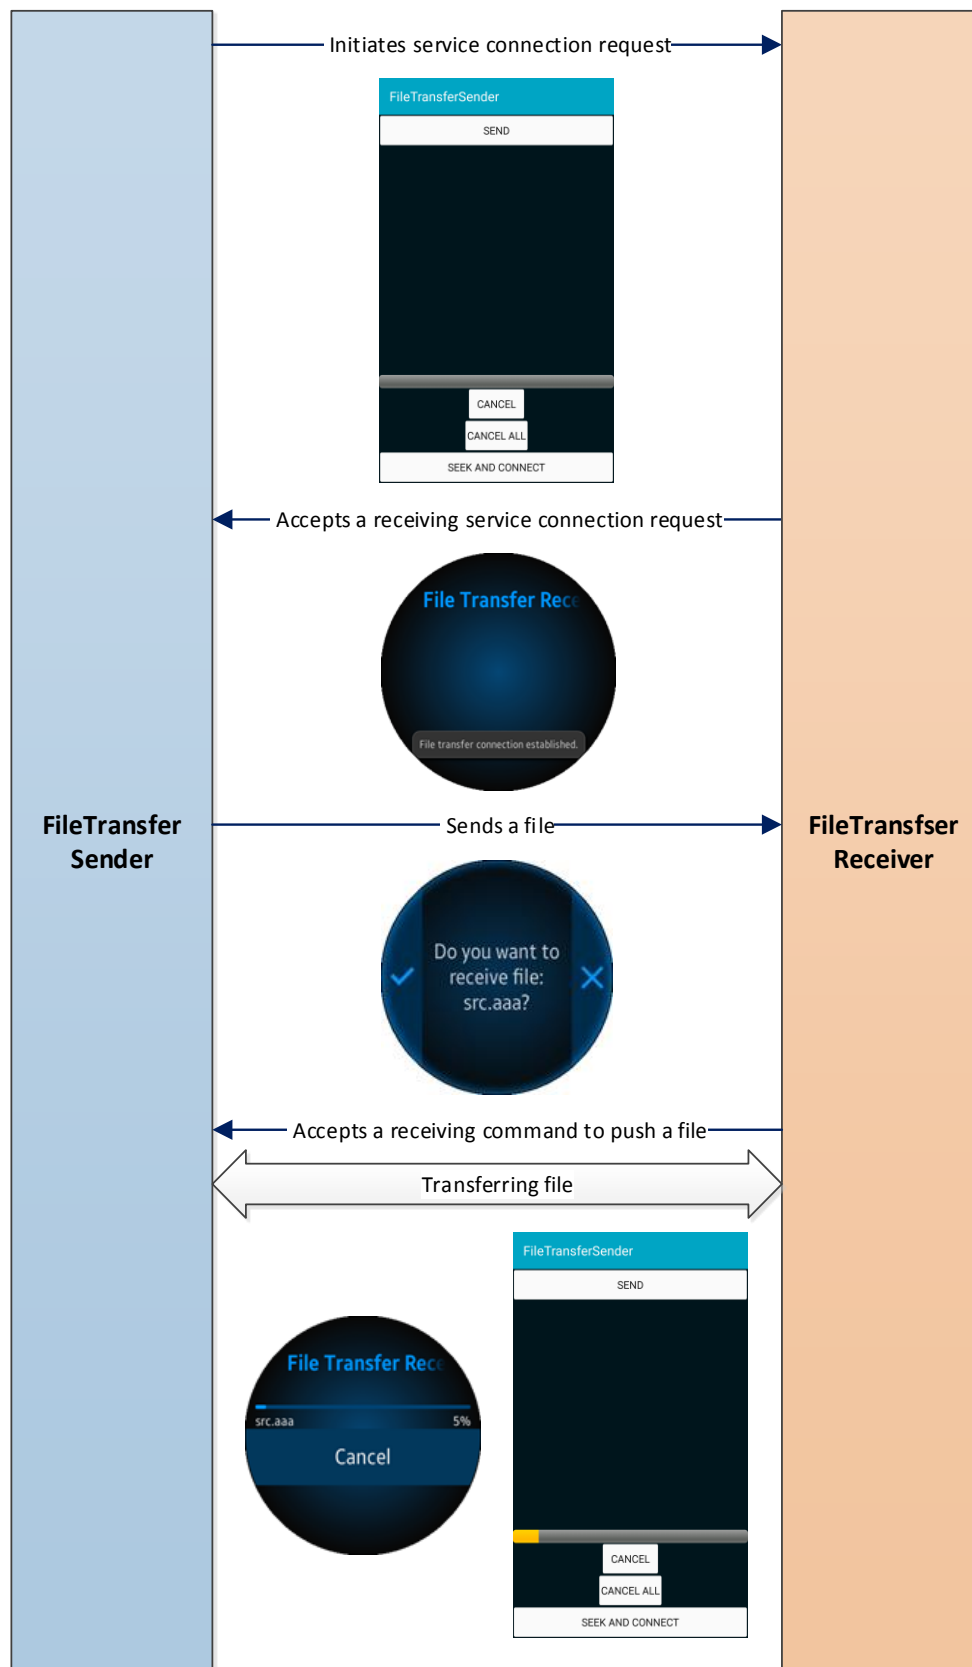 Initiates service connection request
FileTransferSender
SEND
CANCEL
CANCEL ALL
SEEK AND CONNECT
Accepts a receiving service connection request
File Transfer Rece
File transfer connection established.
FileTransfer
Sender
Sends a file
FileTransfser
Receiver
Do you want to
receive file:
src.aaa?
Accepts a receiving command to push a file
Transferring file
FileTransferSender
SEND
File Transfer Rece
src.aaa 5%
Cancel
CANCEL
CANCEL ALL
SEEK AND CONNECT